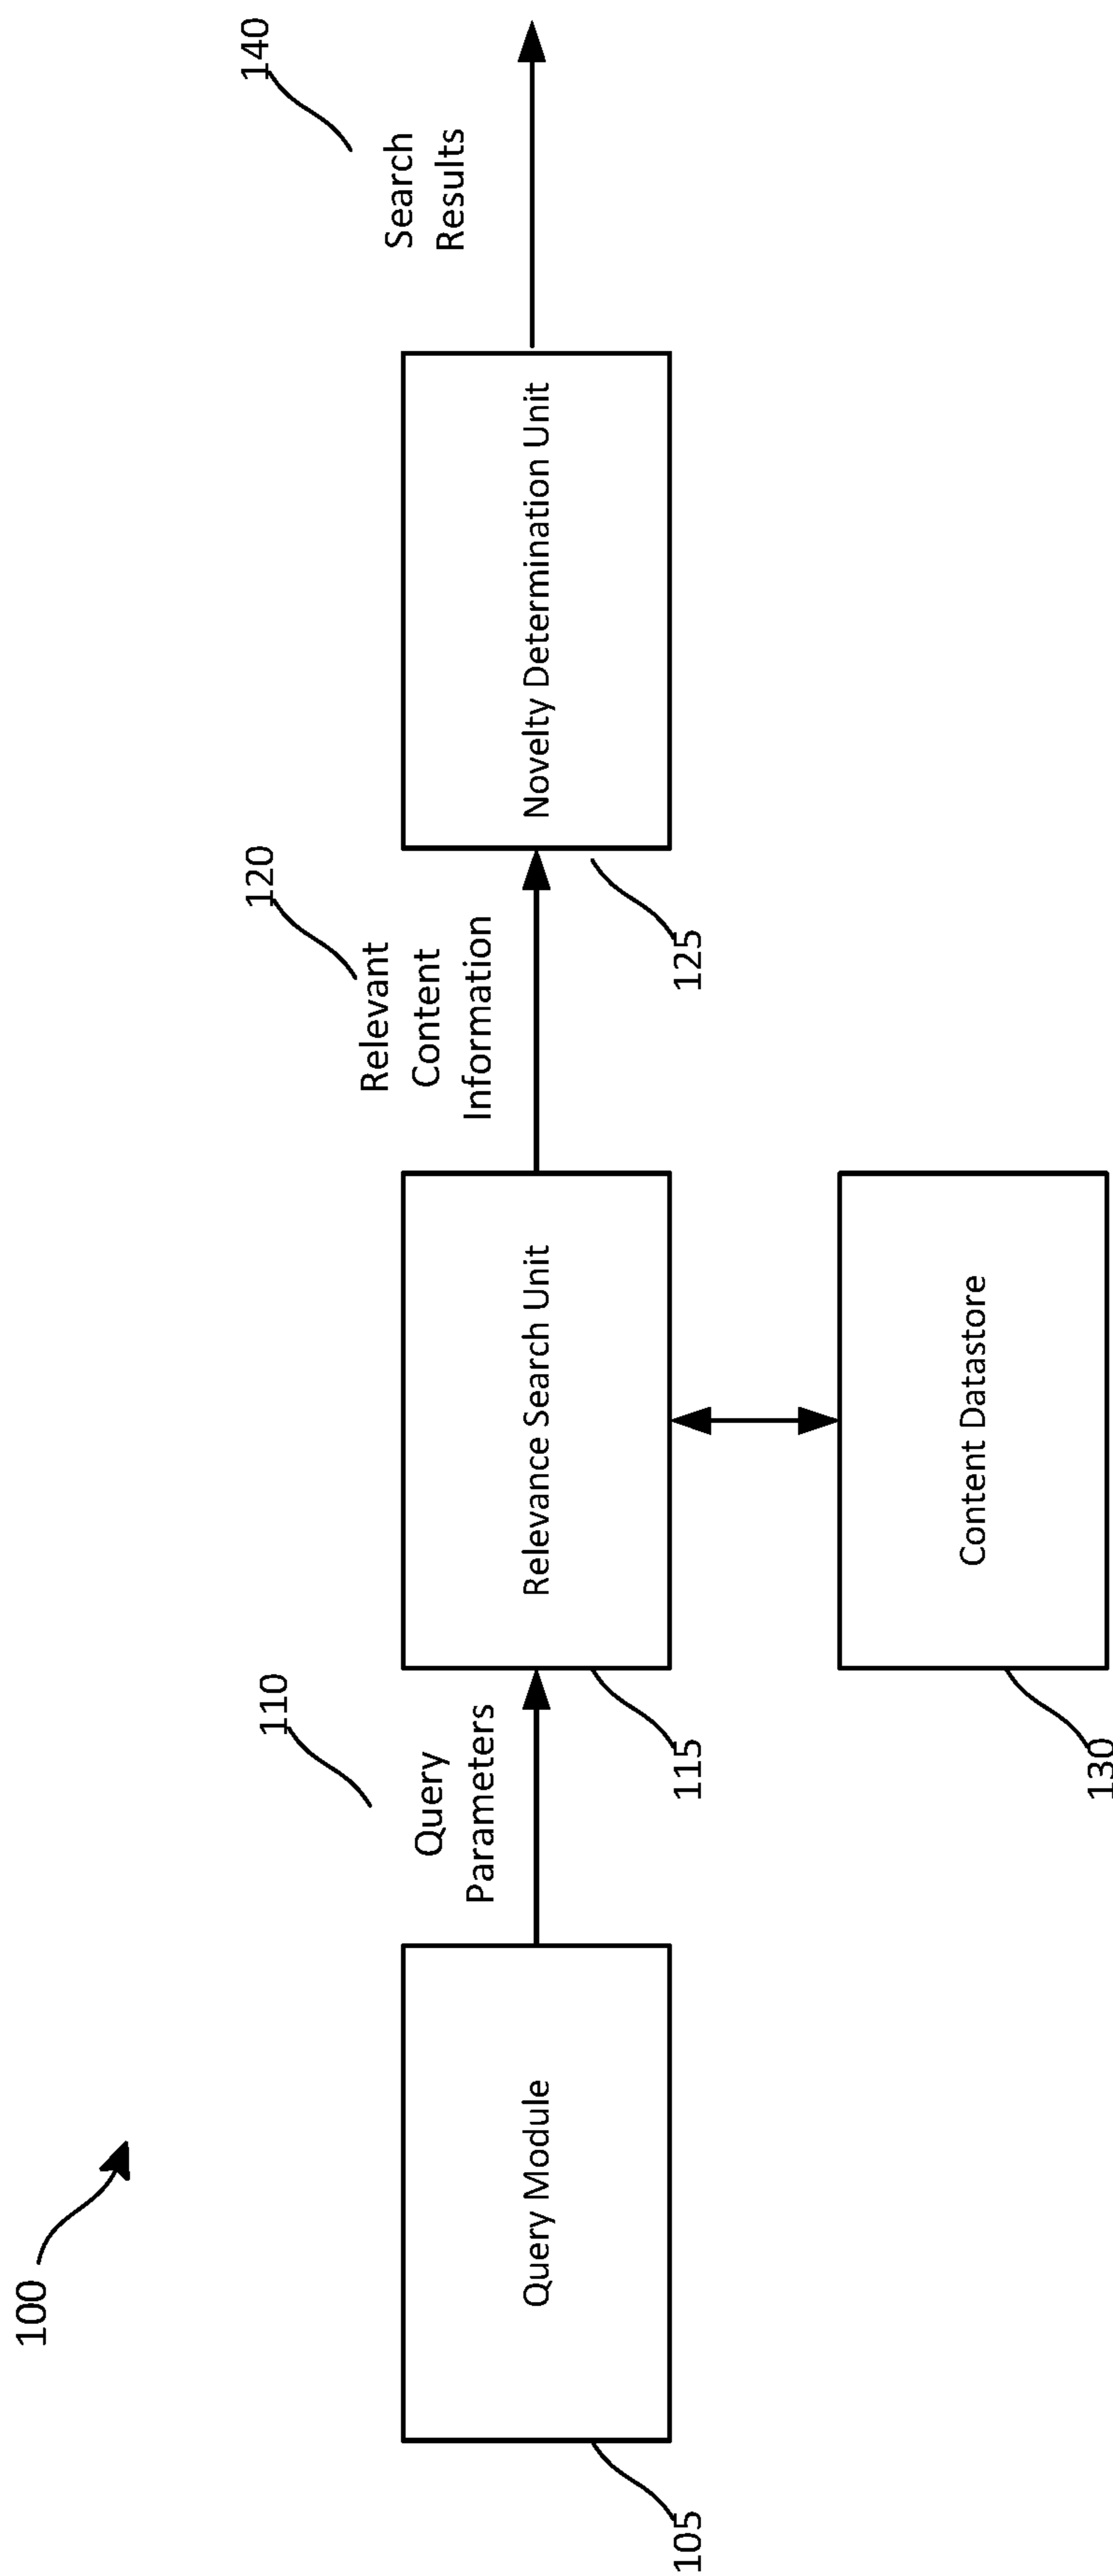 100
140
120
110
Search
Results
Relevant
Content
Information
Query
Parameters
Query Module
Relevance Search Unit
Novelty Determination Unit
105
115
125
Content Datastore
130